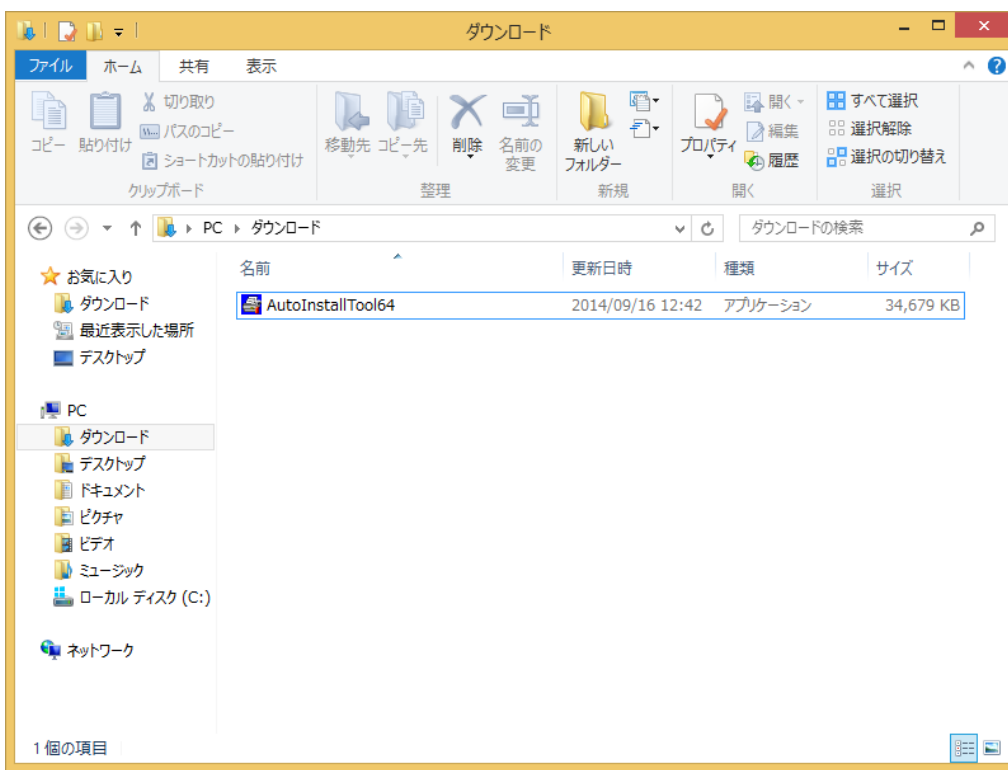 ダウンロード
ファイル ホーム 共有 表示
コピー 貼り付け 切り取り パスのコピー ショートカットの貼り付け
移動先 コピー先 削除 名前の変更
新しいフォルダー
プロパティ 開く 編集 履歴
すべて選択 選択解除 選択の切り替え
クリップボード 整理 新規 開く 選択
PC ダウンロード ダウンロードの検索
名前 更新日時 種類 サイズ
AutoInstallTool64 2014/09/16 12:42 アプリケーション 34,679 KB
お気に入り
ダウンロード
最近表示した場所
デスクトップ
PC
ダウンロード
デスクトップ
ドキュメント
ピクチャ
ビデオ
ミュージック
ローカル ディスク (C:)
ネットワーク
1 個の項目